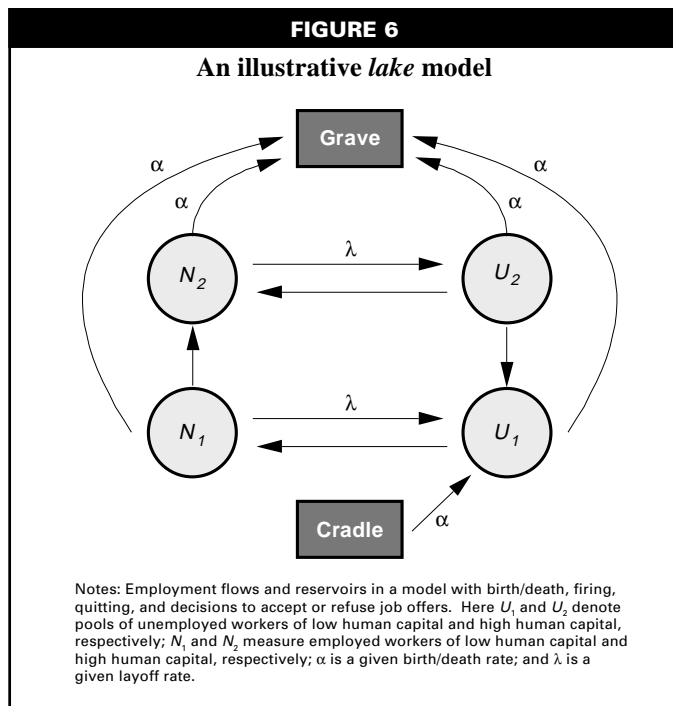 FIGURE 6
An illustrative lake model
Grave
α
α
α
α
N2
λ
U2
N1
λ
U1
Cradle
α
Notes: Employment flows and reservoirs in a model with birth/death, firing,
quitting, and decisions to accept or refuse job offers. Here U1 and U2 denote
pools of unemployed workers of low human capital and high human capital,
respectively; N1 and N2 measure employed workers of low human capital and
high human capital, respectively; α is a given birth/death rate; and λ is a
given layoff rate.